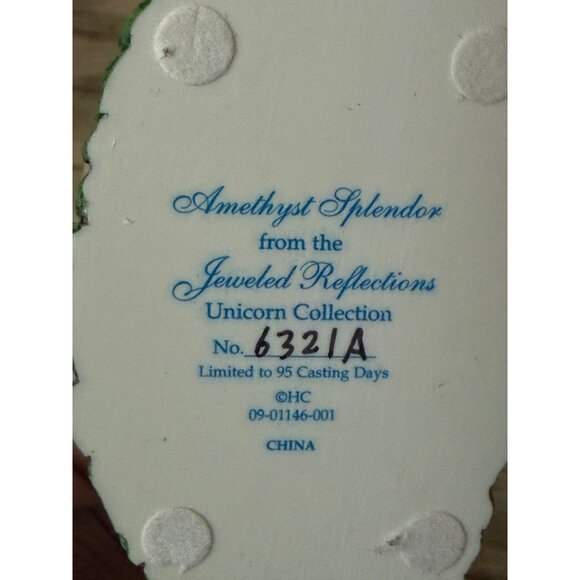 Amethyst Splendor
from the
Jeweled Reflections
Unicorn Collection
No. 6321A
Limited to 95 Casting Days
©HC
09-01146-001
CHINA